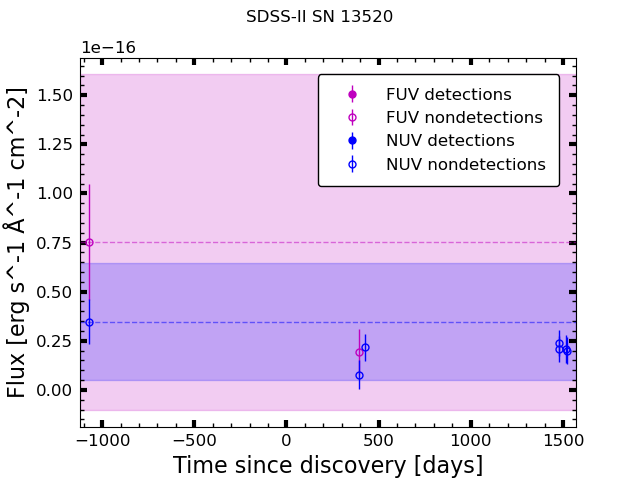 SDSS-II SN 13520
1e−16
FUV detections
FUV nondetections
NUV detections
NUV nondetections
1.50
1.25
1.00
0.75
0.50
0.25
0.00
Flux [erg s^-1 Å^-1 cm^-2]
−1000
−500
0
500
1000
1500
Time since discovery [days]